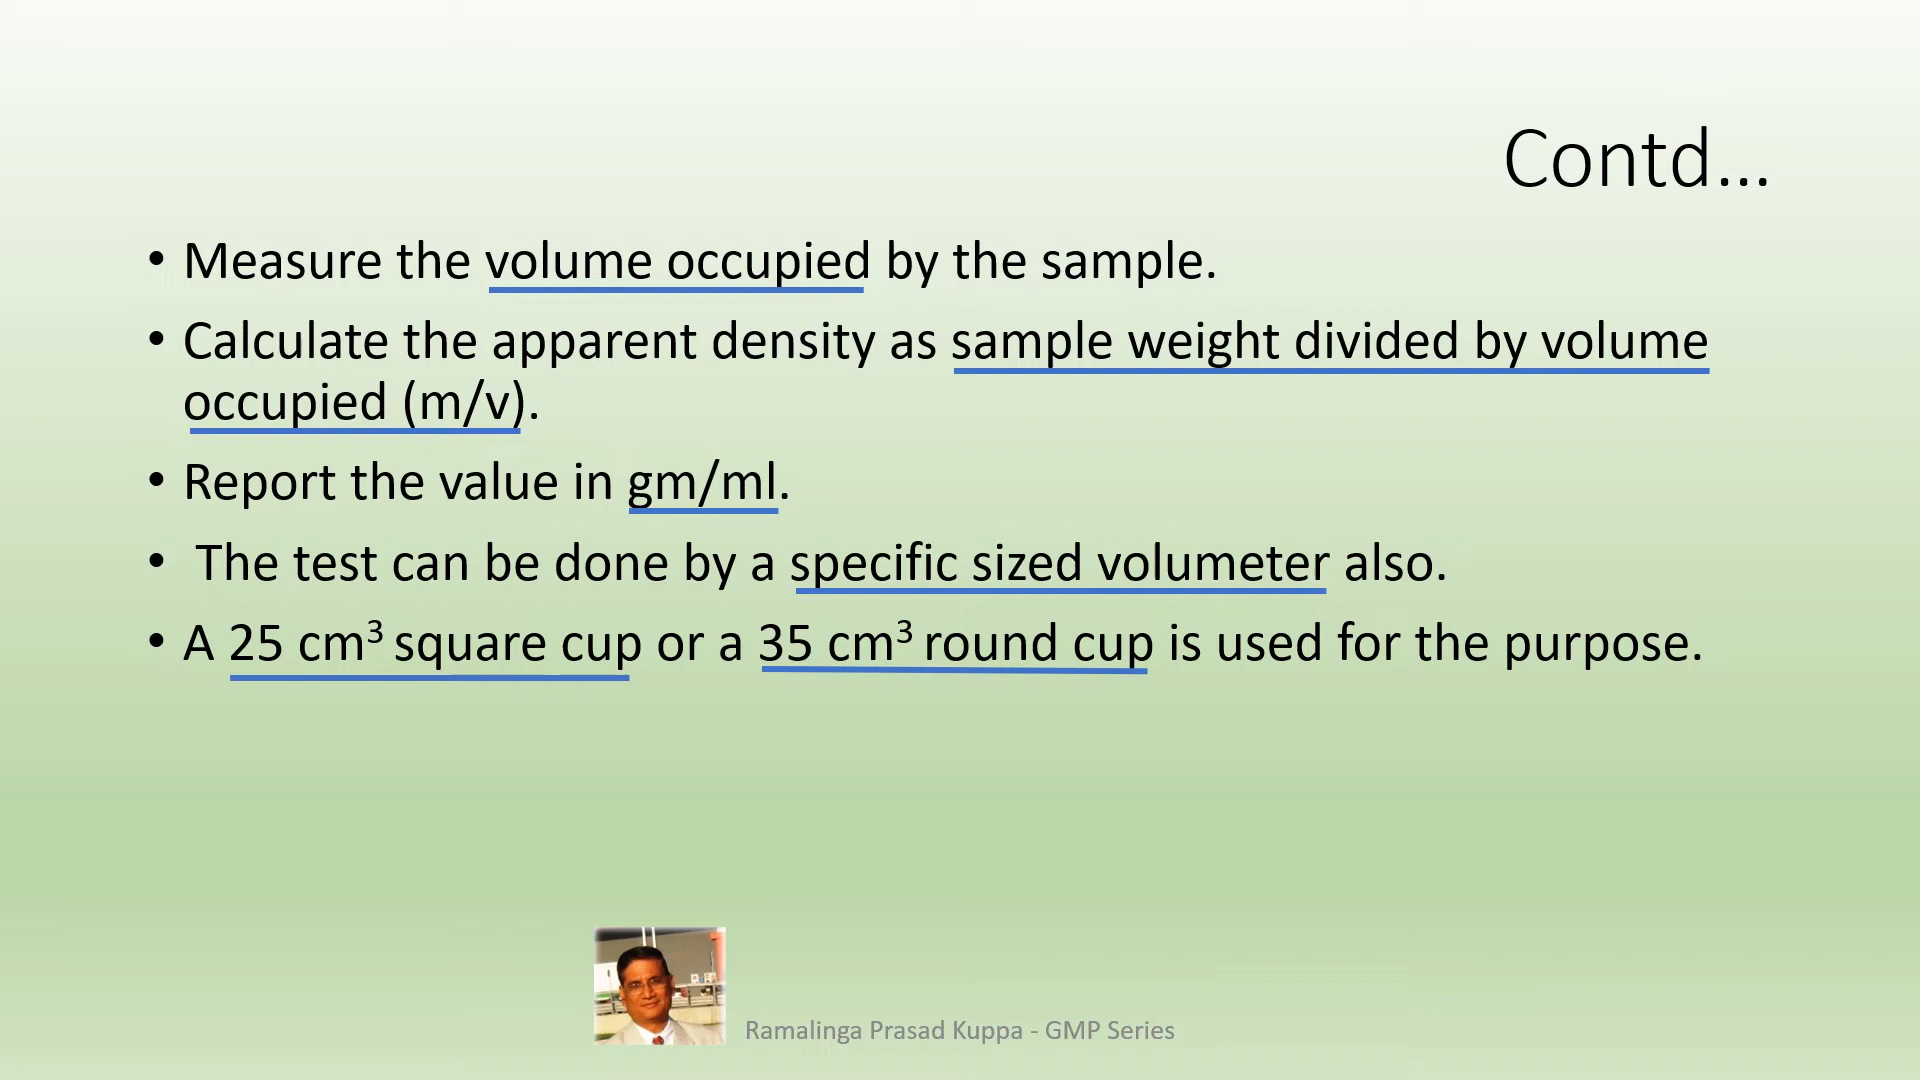 Contd...
• Measure the volume occupied by the sample.
• Calculate the apparent density as sample weight divided by volume
occupied (m/v).
• Report the value in gm/ml.
• The test can be done by a specific sized volumeter also.
• A 25 cm³ square cup or a 35 cm³ round cup is used for the purpose.
Ramalinga Prasad Kuppa - GMP Series